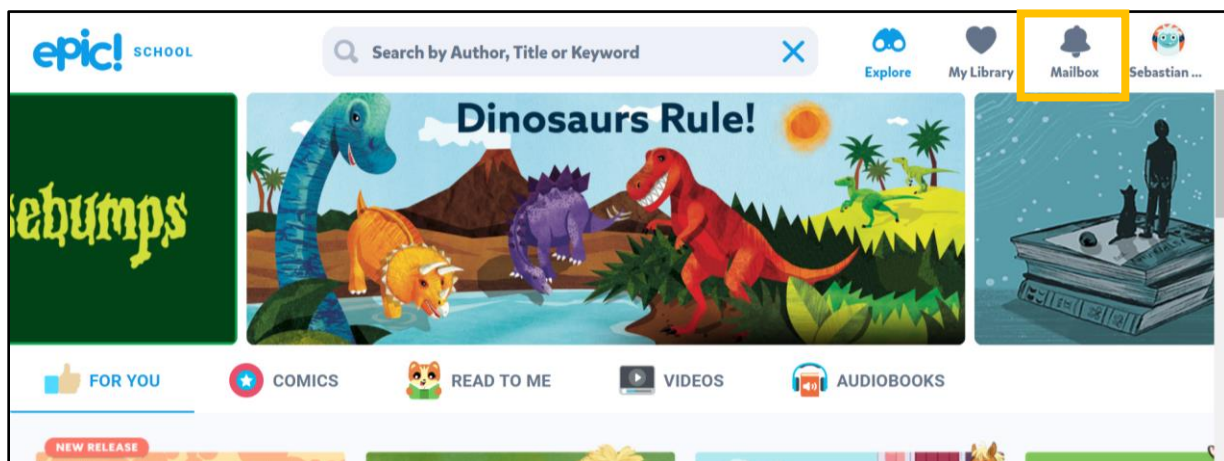 epic! SCHOOL
Search by Author, Title or Keyword
Explore
My Library
Mailbox
Sebastian ...
ebumps
Dinosaurs Rule!
FOR YOU
COMICS
READ TO ME
VIDEOS
AUDIOBOOKS
NEW RELEASE